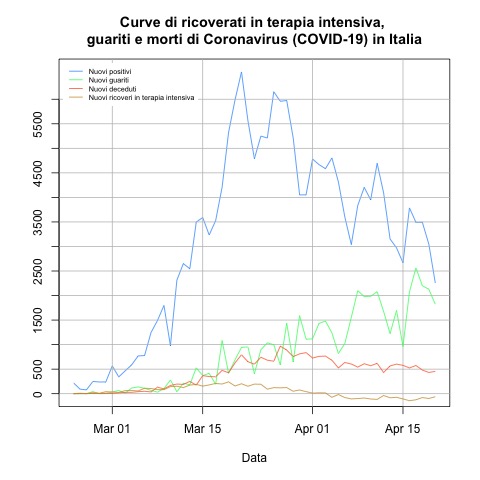 Curve di ricoverati in terapia intensiva,
guariti e morti di Coronavirus (COVID-19) in Italia
Nuovi positivi
Nuovi guariti
Nuovi deceduti
Nuovi ricoveri in terapia intensiva
5500
4500
3500
2500
1500
500
0
Mar 01 Mar 15 Apr 01 Apr 15
Data